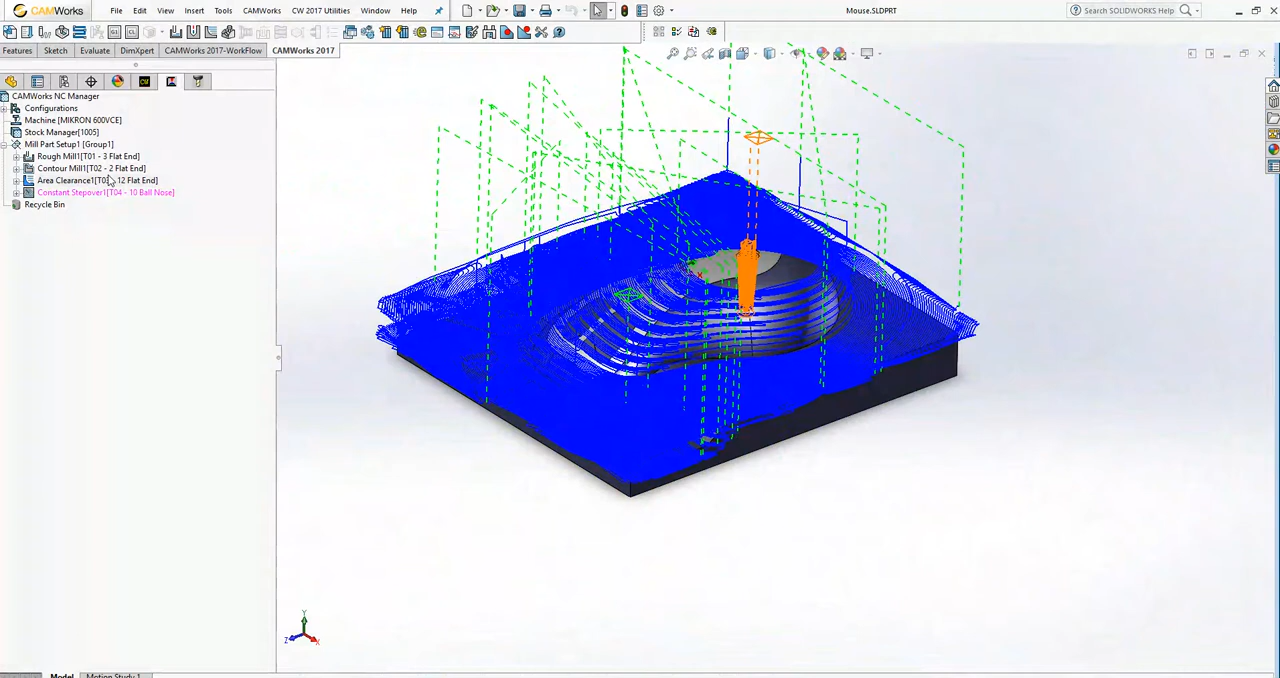 CAMWorks File Edit View Insert Tools CAMWorks CW 2017 Utilities Window Help Mouse.SLDPRT Search SOLIDWORKS Help
Features Sketch Evaluate DimXpert CAMWorks 2017-WorkFlow CAMWorks 2017
CAMWorks NC Manager
Configurations
Machine [MIKRON 600VCE]
Stock Manager[1005]
Mill Part Setup1 [Group1]
Rough Mill1[T01 - 3 Flat End]
Contour Mill1[T02 - 2 Flat End]
Area Clearance1[T0 12 Flat End]
Constant Stepover1[T04 - 10 Ball Nose]
Recycle Bin
Y
Z
X
Model Motion Study 1